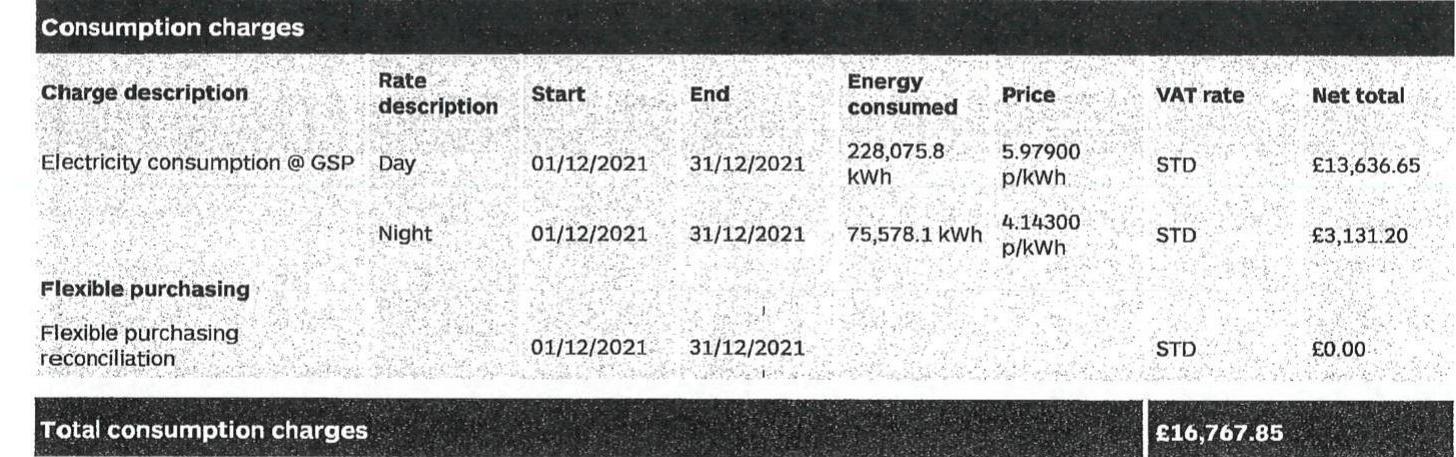 Consumption charges
Charge description Rate description Start End Energy consumed Price VAT rate Net total
Electricity consumption @ GSP Day 01/12/2021 31/12/2021 228,075.8 kWh 5.97900 p/kWh STD £13,636.65
Night 01/12/2021 31/12/2021 75,578.1 kWh 4.14300 p/kWh STD £3,131.20
Flexible purchasing
Flexible purchasing reconciliation 01/12/2021 31/12/2021 STD £0.00
Total consumption charges £16,767.85